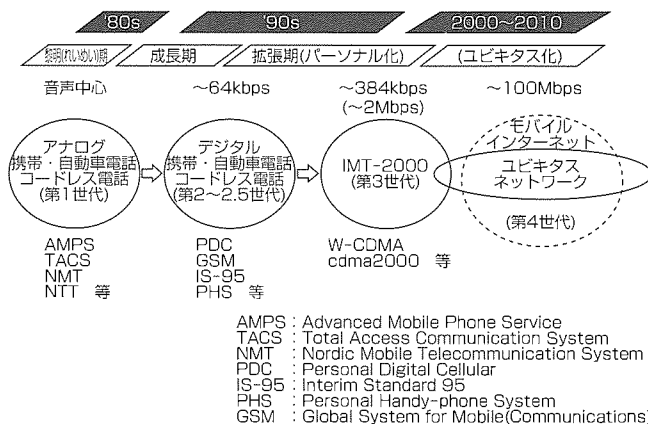 '80s '90s 2000〜2010
黎明(れいめい)期 成長期 拡張期(パーソナル化) (ユビキタス化)
音声中心 〜64kbps 〜384kbps 〜100Mbps
(〜2Mbps)
アナログ
携帯・自動車電話
コードレス電話
(第1世代)
デジタル
携帯・自動車電話
コードレス電話
(第2〜2.5世代)
IMT-2000
(第3世代)
モバイル
インターネット
ユビキタス
ネットワーク
(第4世代)
AMPS
TACS
NMT
NTT 等
PDC
GSM
IS-95
PHS 等
W-CDMA
cdma2000 等
AMPS : Advanced Mobile Phone Service
TACS : Total Access Communication System
NMT : Nordic Mobile Telecommunication System
PDC : Personal Digital Cellular
IS-95 : Interim Standard 95
PHS : Personal Handy-phone System
GSM : Global System for Mobile(Communications)